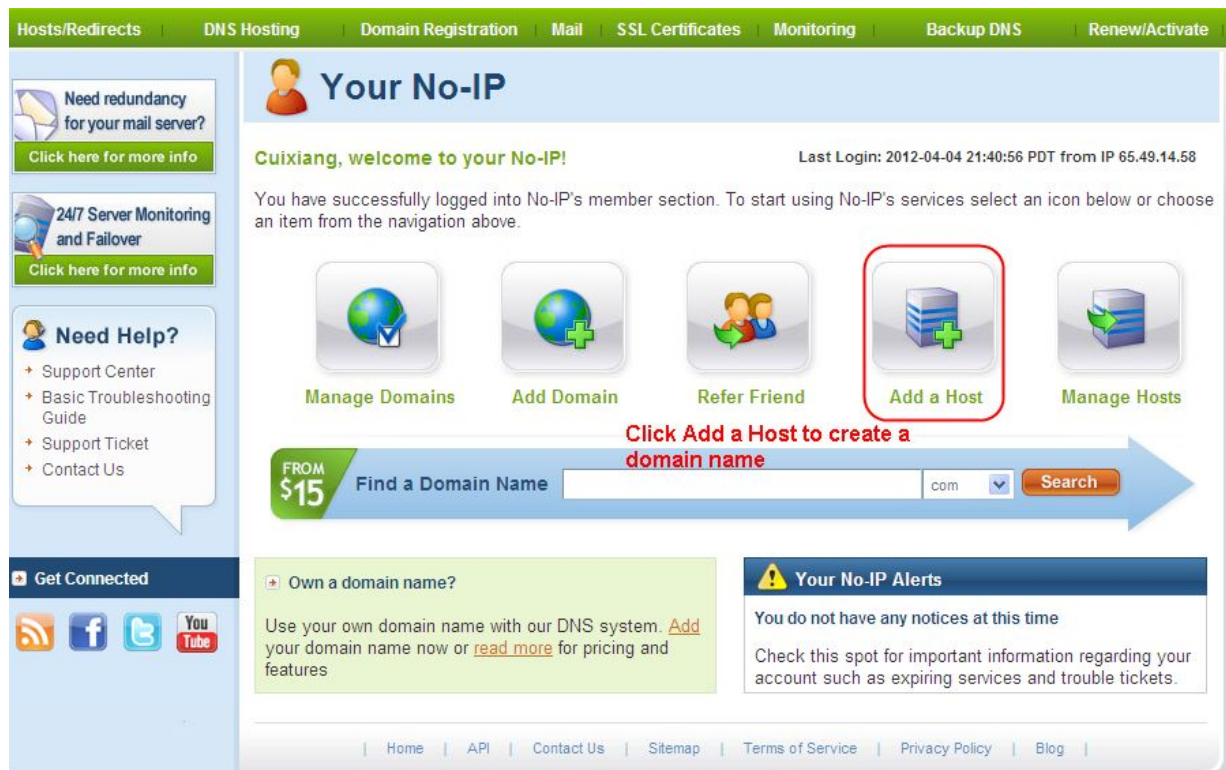 Hosts/Redirects DNS Hosting Domain Registration Mail SSL Certificates Monitoring Backup DNS Renew/Activate
Need redundancy
for your mail server?
Click here for more info
24/7 Server Monitoring
and Failover
Click here for more info
Need Help?
Support Center
Basic Troubleshooting
Guide
Support Ticket
Contact Us
Get Connected
You
Tube
Your No-IP
Cuixiang, welcome to your No-IP! Last Login: 2012-04-04 21:40:56 PDT from IP 65.49.14.58
You have successfully logged into No-IP's member section. To start using No-IP's services select an icon below or choose
an item from the navigation above.
Manage Domains Add Domain Refer Friend Add a Host Manage Hosts
Click Add a Host to create a
domain name
FROM
$15
Find a Domain Name com Search
Own a domain name?
Use your own domain name with our DNS system. Add
your domain name now or read more for pricing and
features
Your No-IP Alerts
You do not have any notices at this time
Check this spot for important information regarding your
account such as expiring services and trouble tickets.
| Home | API | Contact Us | Sitemap | Terms of Service | Privacy Policy | Blog |